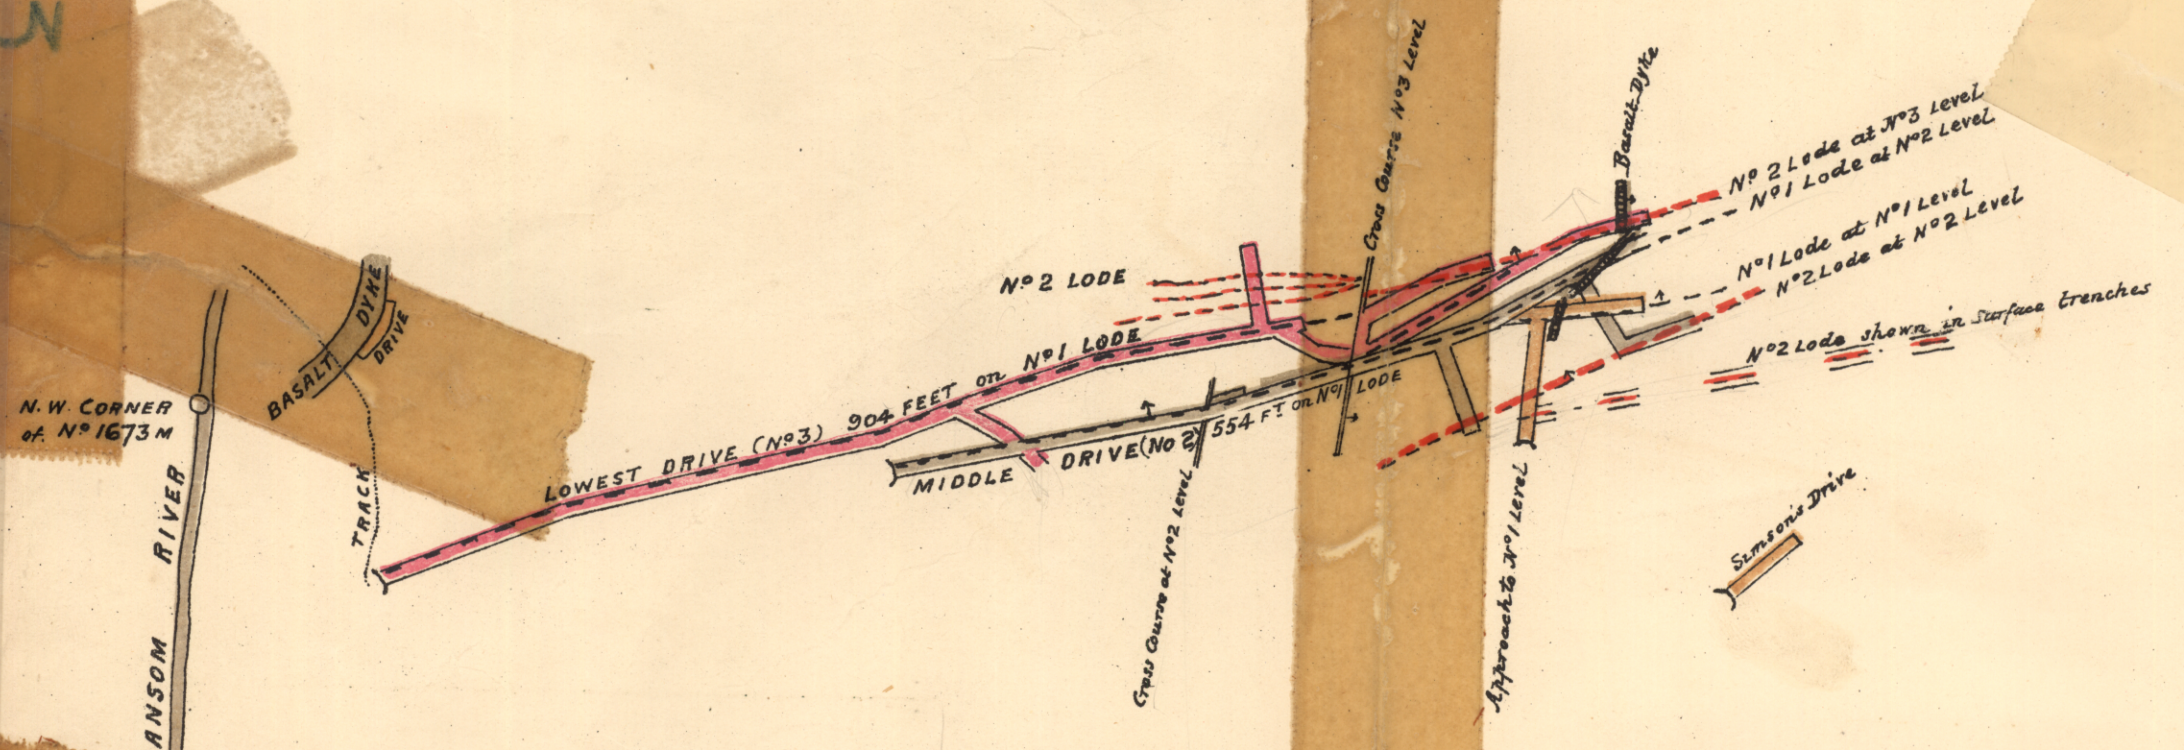 N
Cross Course Nº3 Level
Basalt Dyke
Nº 2 Lode at Nº3 Level
Nº1 Lode at Nº2 Level
Nº1 Lode at Nº1 Level
Nº2 Lode at Nº2 Level
Nº2 Lode shown in Surface trenches
Nº 2 LODE
Nº1 LODE
BASALT DYKE
DRIVE
N.W. CORNER
of Nº1673M
LOWEST DRIVE (Nº3) 904 FEET on
MIDDLE DRIVE (No 2) 554 FT on Nº1 LODE
TRACK
ANSOM RIVER
Cross Course at Nº2 Level
Approach to Nº1 Level
Simson's Drive